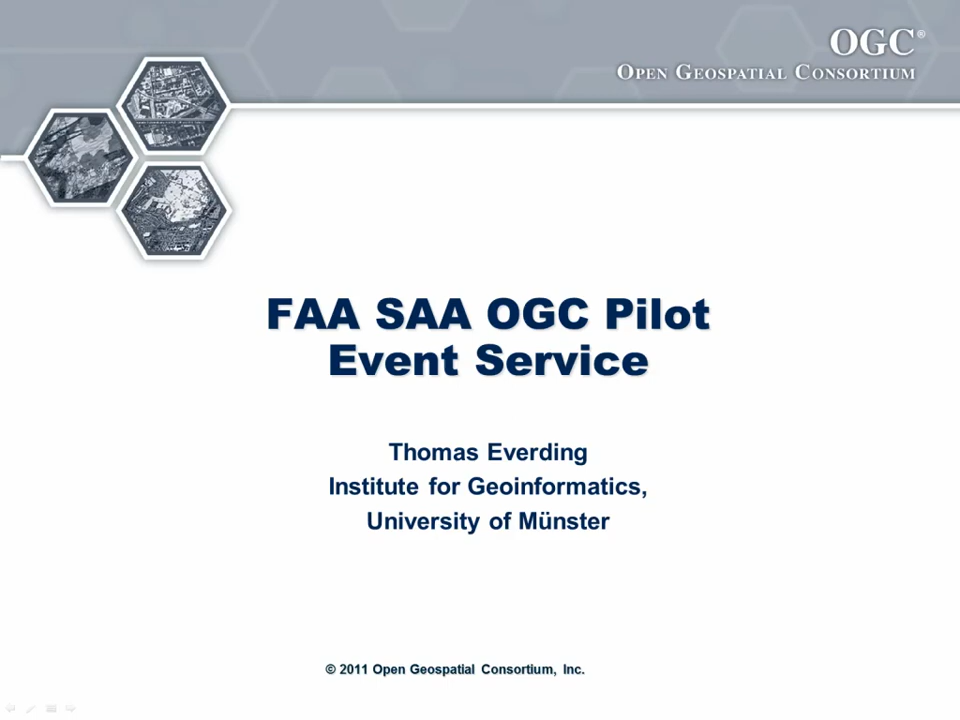 OGC®
OPEN GEOSPATIAL CONSORTIUM
FAA SAA OGC Pilot
Event Service
Thomas Everding
Institute for Geoinformatics,
University of Münster
© 2011 Open Geospatial Consortium, Inc.